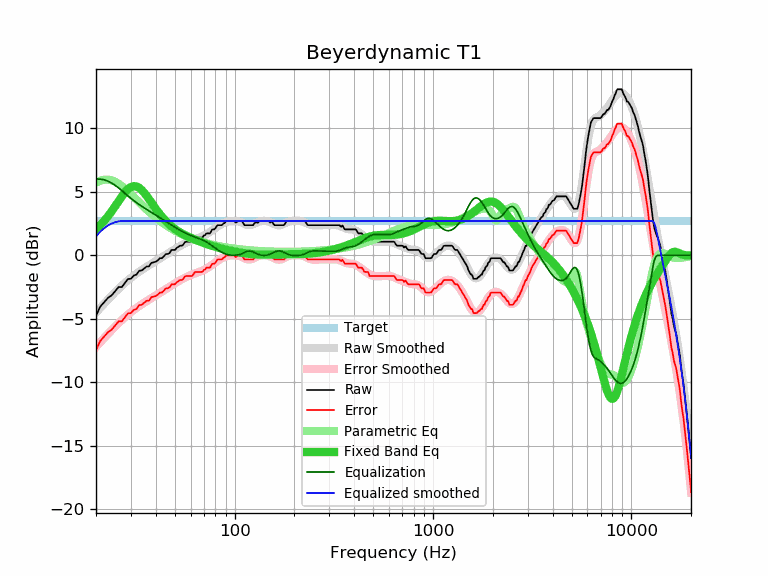 Beyerdynamic T1
Amplitude (dBr)
10
5
0
−5
−10
−15
−20
Target
Raw Smoothed
Error Smoothed
Raw
Error
Parametric Eq
Fixed Band Eq
Equalization
Equalized smoothed
100
1000
10000
Frequency (Hz)